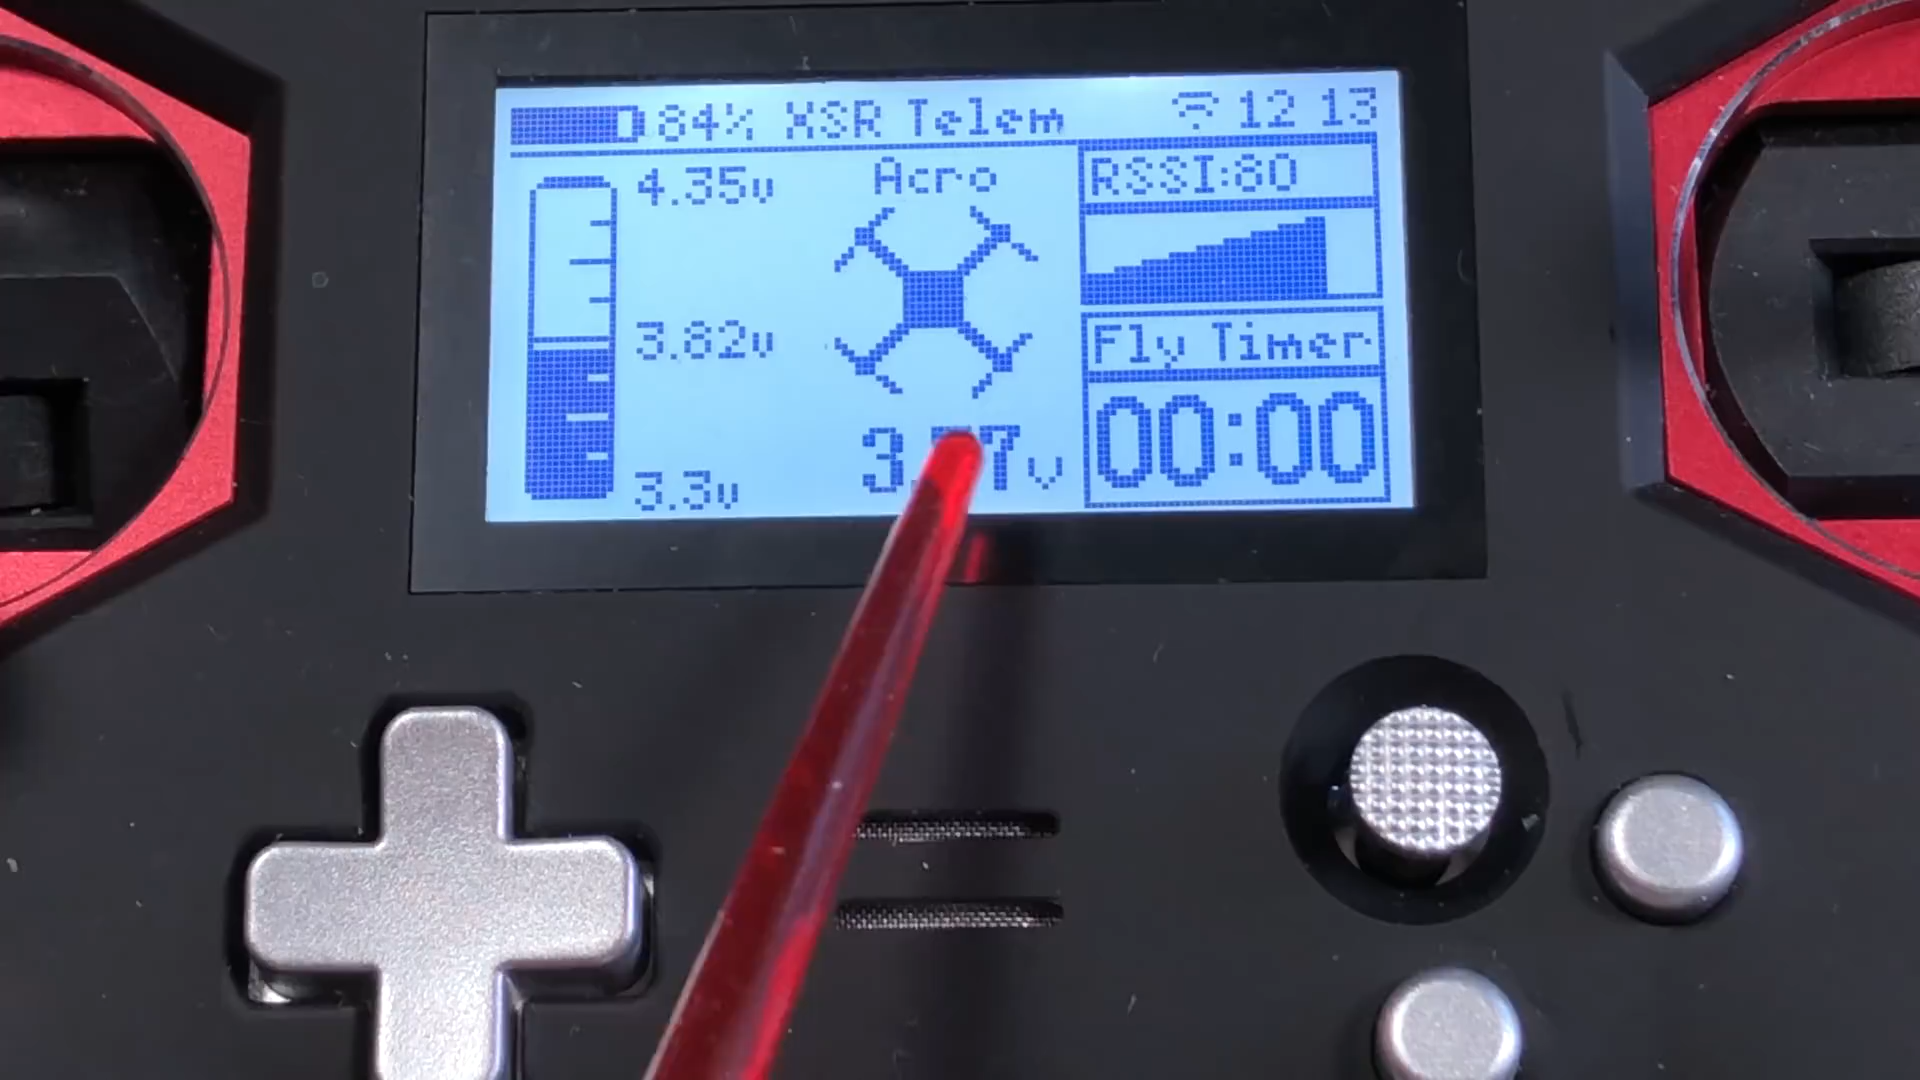 84% XSR Telem 12 13
4.35v
Acro
RSSI:80
3.82v
Fly Timer
00:00
3.3v